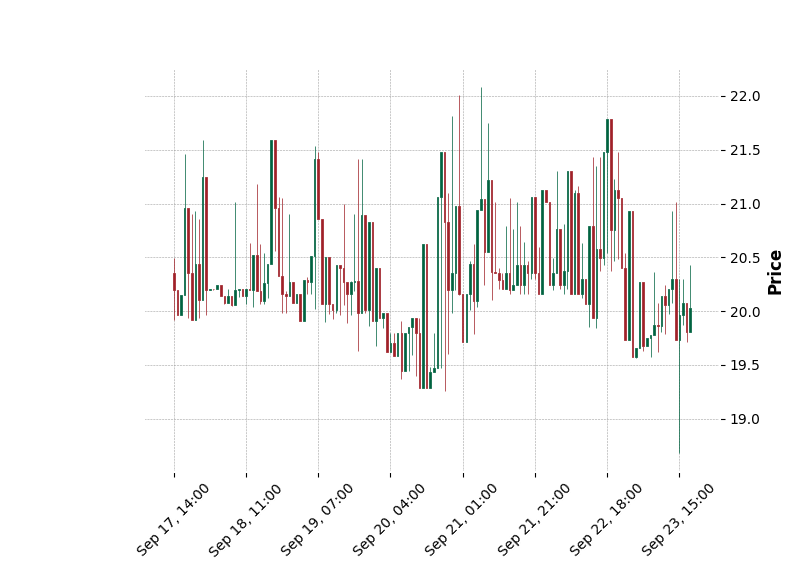 22.0
21.5
21.0
20.5
20.0
19.5
19.0
Price
Sep 17, 14:00
Sep 18, 11:00
Sep 19, 07:00
Sep 20, 04:00
Sep 21, 01:00
Sep 21, 21:00
Sep 22, 18:00
Sep 23, 15:00